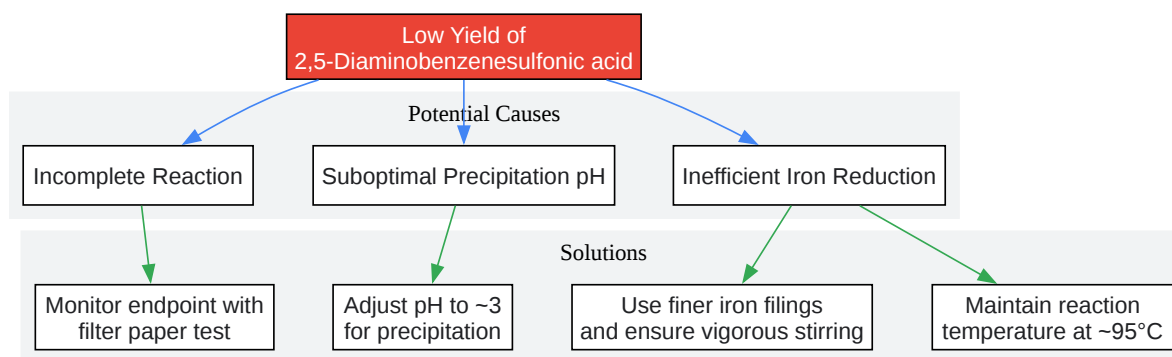 Low Yield of
2,5-Diaminobenzenesulfonic acid
Potential Causes
Incomplete Reaction
Suboptimal Precipitation pH
Inefficient Iron Reduction
Solutions
Monitor endpoint with
filter paper test
Adjust pH to ~3
for precipitation
Use finer iron filings
and ensure vigorous stirring
Maintain reaction
temperature at ~95°C